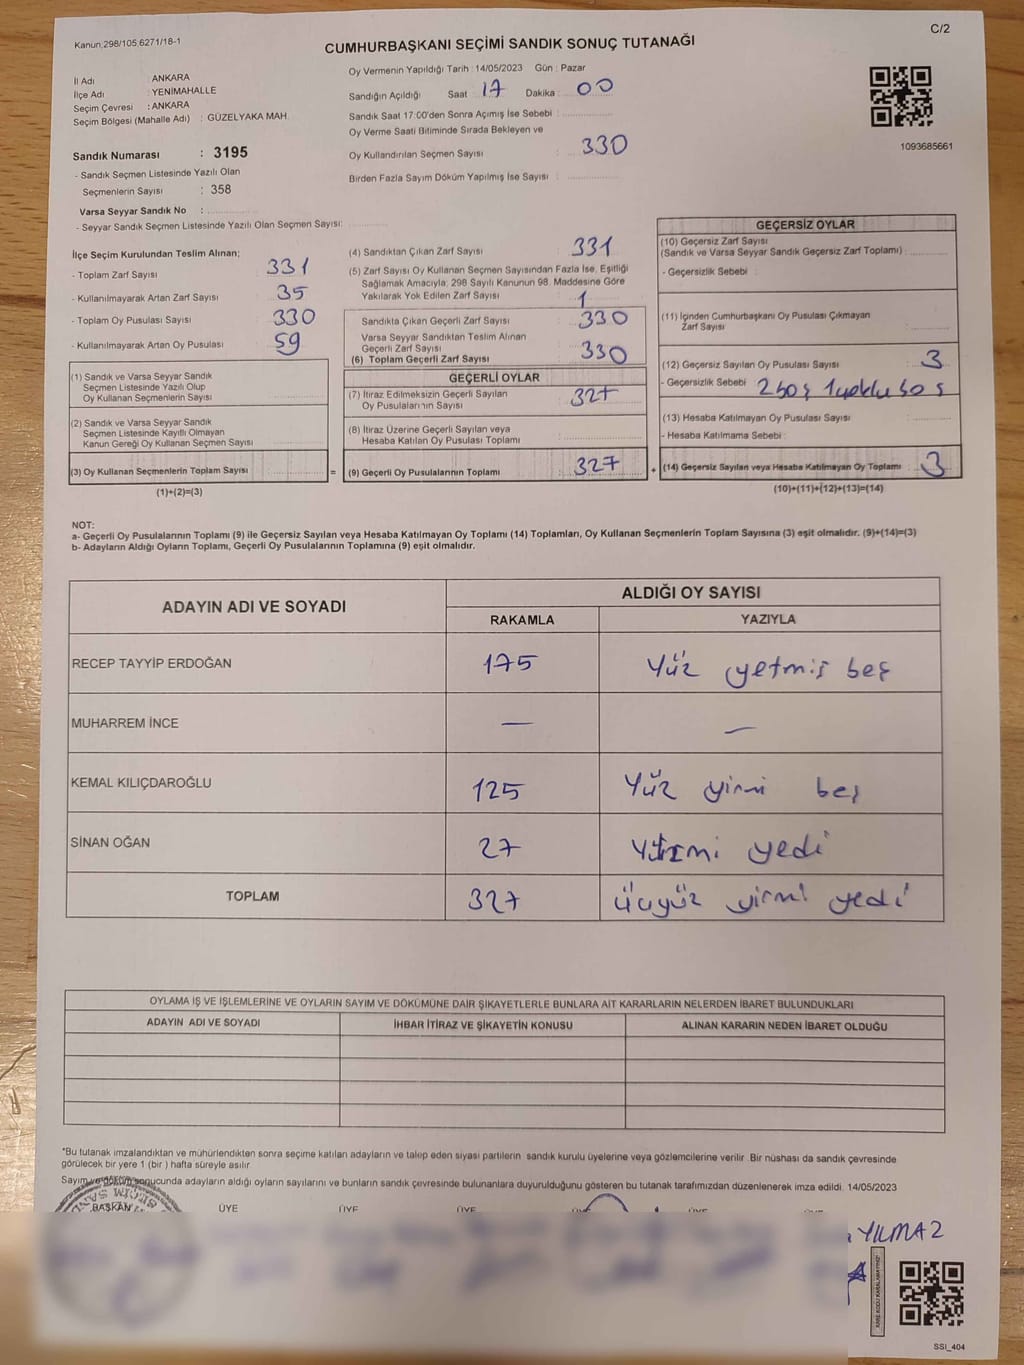 Kanun 298/105 6271/18-1
C/2
CUMHURBAŞKANI SEÇİMİ SANDIK SONUÇ TUTANAĞI
İl Adı : ANKARA
İlçe Adı : YENİMAHALLE
Seçim Çevresi : ANKARA
Seçim Bölgesi (Mahalle Adı) : GÜZELYAKA MAH.
Sandık Numarası : 3195
- Sandık Seçmen Listesinde Yazılı Olan
Seçmenlerin Sayısı : 358
Varsa Seyyar Sandık No :
- Seyyar Sandık Seçmen Listesinde Yazılı Olan Seçmen Sayısı:
Oy Vermenin Yapıldığı Tarih : 14/05/2023 Gün : Pazar
Sandığın Açıldığı Saat : 17 Dakika : 00
Sandık Saat 17:00'den Sonra Açımış İse Sebebi :
Oy Verme Saati Bitiminde Sırada Bekleyen ve
Oy Kullandırılan Seçmen Sayısı : 330
Birden Fazla Sayım Döküm Yapılmış İse Sayısı :
1093685661
İlçe Seçim Kurulundan Teslim Alınan;
- Toplam Zarf Sayısı : 331
- Kullanılmayarak Artan Zarf Sayısı : 35
- Toplam Oy Pusulası Sayısı : 330
- Kullanılmayarak Artan Oy Pusulası : 59
(1) Sandık ve Varsa Seyyar Sandık
Seçmen Listesinde Yazılı Olup
Oy Kullanan Seçmenlerin Sayısı :
(2) Sandık ve Varsa Seyyar Sandık
Seçmen Listesinde Kayıtlı Olmayan
Kanun Gereği Oy Kullanan Seçmen Sayısı :
(3) Oy Kullanan Seçmenlerin Toplam Sayısı : =
(1)+(2)=(3)
(4) Sandıktan Çıkan Zarf Sayısı : 331
(5) Zarf Sayısı Oy Kullanan Seçmen Sayısından Fazla İse, Eşitliği
Sağlamak Amacıyla; 298 Sayılı Kanunun 98. Maddesine Göre
Yakılarak Yok Edilen Zarf Sayısı : 1
Sandıkta Çıkan Geçerli Zarf Sayısı : 330
Varsa Seyyar Sandıktan Teslim Alınan
Geçerli Zarf Sayısı :
(6) Toplam Geçerli Zarf Sayısı : 330
GEÇERLİ OYLAR
(7) İtiraz Edilmeksizin Geçerli Sayılan
Oy Pusulalarının Sayısı : 327
(8) İtiraz Üzerine Geçerli Sayılan veya
Hesaba Katılan Oy Pusulası Toplamı :
(9) Geçerli Oy Pusulalarının Toplamı : 327 +
GEÇERSİZ OYLAR
(10) Geçersiz Zarf Sayısı
(Sandık ve Varsa Seyyar Sandık Geçersiz Zarf Toplamı) :
- Geçersizlik Sebebi :
(11) İçinden Cumhurbaşkanı Oy Pusulası Çıkmayan
Zarf Sayısı :
(12) Geçersiz Sayılan Oy Pusulası Sayısı : 3
- Geçersizlik Sebebi : 2 boş 1
(13) Hesaba Katılmayan Oy Pusulası Sayısı :
- Hesaba Katılmama Sebebi :
(14) Geçersiz Sayılan veya Hesaba Katılmayan Oy Toplamı : 3
(10)+(11)+(12)+(13)=(14)
NOT:
a- Geçerli Oy Pusulalarının Toplamı (9) ile Geçersiz Sayılan veya Hesaba Katılmayan Oy Toplamı (14) Toplamları, Oy Kullanan Seçmenlerin Toplam Sayısına (3) eşit olmalıdır. (9)+(14)=(3)
b- Adayların Aldığı Oyların Toplamı, Geçerli Oy Pusulalarının Toplamına (9) eşit olmalıdır.
ADAYIN ADI VE SOYADI
ALDIĞI OY SAYISI
RAKAMLA YAZIYLA
RECEP TAYYİP ERDOĞAN 175 Yüz yetmiş beş
MUHARREM İNCE — —
KEMAL KILIÇDAROĞLU 125 Yüz yirmi beş
SİNAN OĞAN 27 Yirmi yedi
TOPLAM 327 Üçyüz yirmi yedi
OYLAMA İŞ VE İŞLEMLERİNE VE OYLARIN SAYIM VE DÖKÜMÜNE DAİR ŞİKAYETLERLE BUNLARA AİT KARARLARIN NELERDEN İBARET BULUNDUKLARI
ADAYIN ADI VE SOYADI İHBAR İTİRAZ VE ŞİKAYETİN KONUSU ALINAN KARARIN NEDEN İBARET OLDUĞU
*Bu tutanak imzalandıktan ve mühürlendikten sonra seçime katılan adayların ve talep eden siyasi partilerin sandık kurulu üyelerine veya gözlemcilerine verilir. Bir nüshası da sandık çevresinde
görülecek bir yere 1 (bir ) hafta süreyle asılır.
Sayım ve döküm sonucunda adayların aldığı oyların sayılarını ve bunların sandık çevresinde bulunanlara duyurulduğunu gösteren bu tutanak tarafımızdan düzenlenerek imza edildi. 14/05/2023
BAŞKAN ÜYE ÜYE ÜYE ÜYE ÜYE ÜYE
YILMAZ
SSI_404